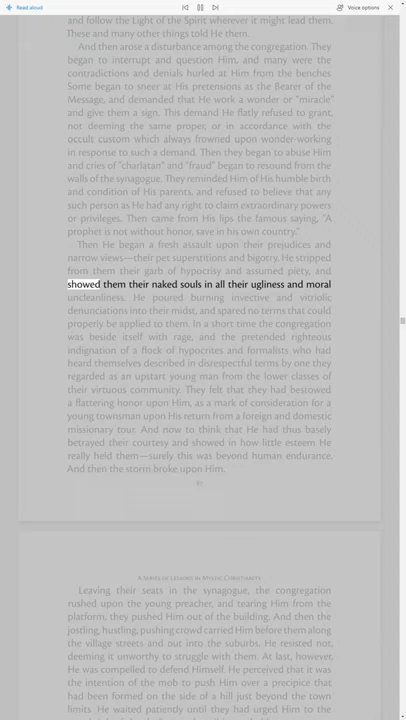 Read aloud
Voice options
and follow the Light of the Spirit wherever it might lead them.
These and many other things told He them.
And then arose a disturbance among the congregation. They
began to interrupt and question Him, and many were the
contradictions and denials hurled at Him from the benches.
Some began to sneer at His pretensions as the Bearer of the
Message, and demanded that He work a wonder or "miracle"
and give them a sign. This demand He flatly refused to grant,
not deeming the same proper, or in accordance with the
occult custom which always frowned upon wonder-working
in response to such a demand. Then they began to abuse Him
and cries of "charlatan" and "fraud" began to resound from the
walls of the synagogue. They reminded Him of His humble birth
and condition of His parents, and refused to believe that any
such person as He had any right to claim extraordinary powers
or privileges. Then came from His lips the famous saying, "A
prophet is not without honor, save in his own country."
Then He began a fresh assault upon their prejudices and
narrow views—their pet superstitions and bigotry. He stripped
from them their garb of hypocrisy and assumed piety, and
showed them their naked souls in all their ugliness and moral
uncleanliness. He poured burning invective and vitriolic
denunciations into their midst, and spared no terms that could
properly be applied to them. In a short time the congregation
was beside itself with rage, and the pretended righteous
indignation of a flock of hypocrites and formalists who had
heard themselves described in disrespectful terms by one they
regarded as an upstart young man from the lower classes of
their virtuous community. They felt that they had bestowed
a flattering honor upon Him, as a mark of consideration for a
young townsman upon His return from a foreign and domestic
missionary tour. And now to think that He had thus basely
betrayed their courtesy and showed in how little esteem He
really held them—surely this was beyond human endurance.
And then the storm broke upon Him.
A Series of Lessons in Mystic Christianity
Leaving their seats in the synagogue, the congregation
rushed upon the young preacher, and tearing Him from the
platform, they pushed Him out of the building. And then the
jostling, hustling, pushing crowd carried Him before them along
the village streets and out into the suburbs. He resisted not,
deeming it unworthy to struggle with them. At last, however,
He was compelled to defend Himself. He perceived that it was
the intention of the mob to push Him over a precipice that
had been formed on the side of a hill just beyond the town
limits. He waited patiently until they had urged Him to the